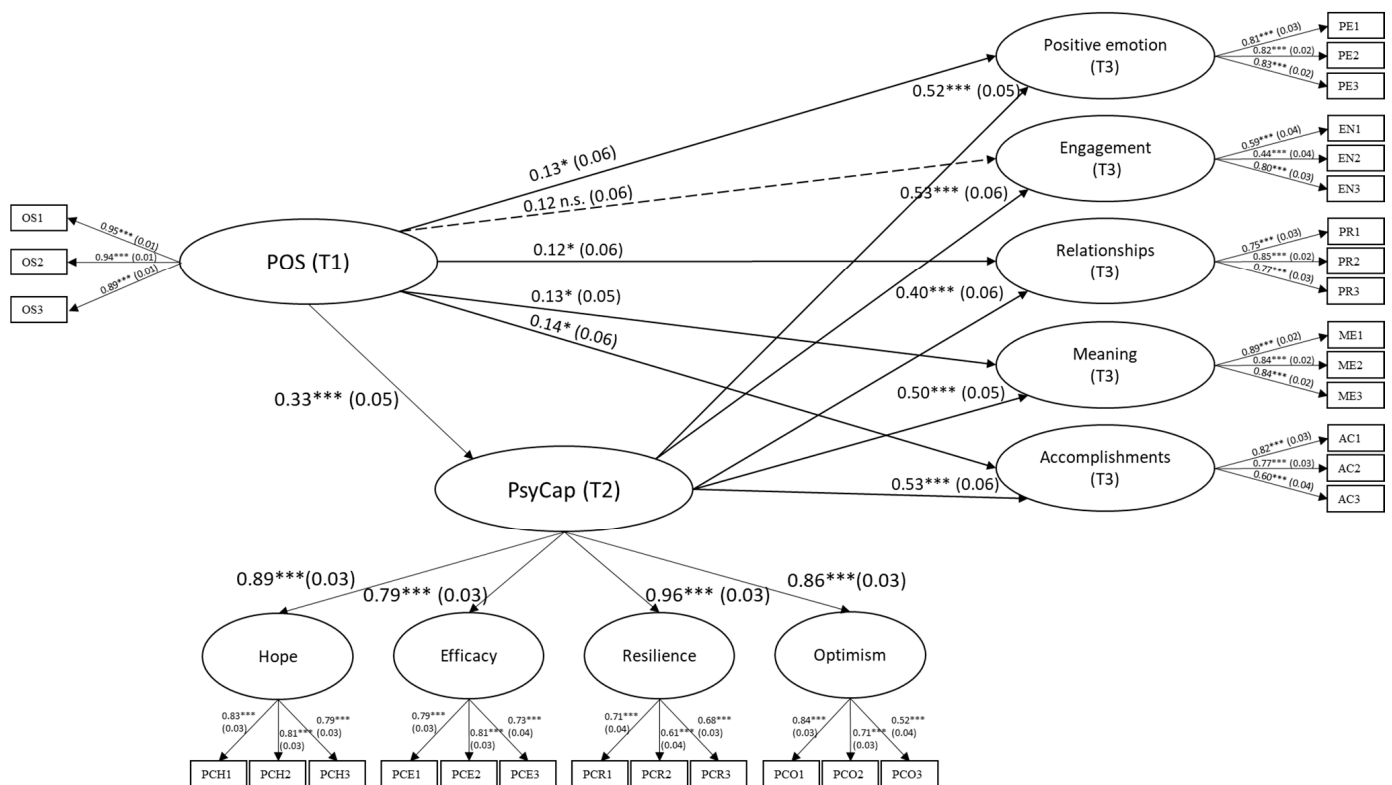 Positive emotion
(T3)
0.81*** (0.03)
0.82*** (0.02)
0.83*** (0.02)
PE1
PE2
PE3
0.52*** (0.05)
Engagement
(T3)
0.59*** (0.04)
0.44*** (0.04)
0.80*** (0.03)
EN1
EN2
EN3
0.13* (0.06)
0.12 n.s. (0.06)
0.53*** (0.06)
OS1
OS2
OS3
0.95*** (0.01)
0.94*** (0.01)
0.89*** (0.01)
POS (T1)
0.12* (0.06)
Relationships
(T3)
0.75*** (0.03)
0.85*** (0.02)
0.77*** (0.03)
PR1
PR2
PR3
0.13* (0.05)
0.14* (0.06)
0.40*** (0.06)
Meaning
(T3)
0.89*** (0.02)
0.84*** (0.02)
0.84*** (0.02)
ME1
ME2
ME3
0.33*** (0.05)
0.50*** (0.05)
Accomplishments
(T3)
0.82*** (0.03)
0.77*** (0.03)
0.60*** (0.04)
AC1
AC2
AC3
PsyCap (T2)
0.53*** (0.06)
0.89***(0.03)
0.79*** (0.03)
0.96*** (0.03)
0.86***(0.03)
Hope
Efficacy
Resilience
Optimism
0.83***
(0.03)
0.81***
(0.03)
0.79***
(0.03)
0.79***
(0.03)
0.81***
(0.03)
0.73***
(0.04)
0.71***
(0.04)
0.61***
(0.04)
0.68***
(0.03)
0.84***
(0.03)
0.71***
(0.03)
0.52***
(0.04)
PCH1
PCH2
PCH3
PCE1
PCE2
PCE3
PCR1
PCR2
PCR3
PCO1
PCO2
PCO3